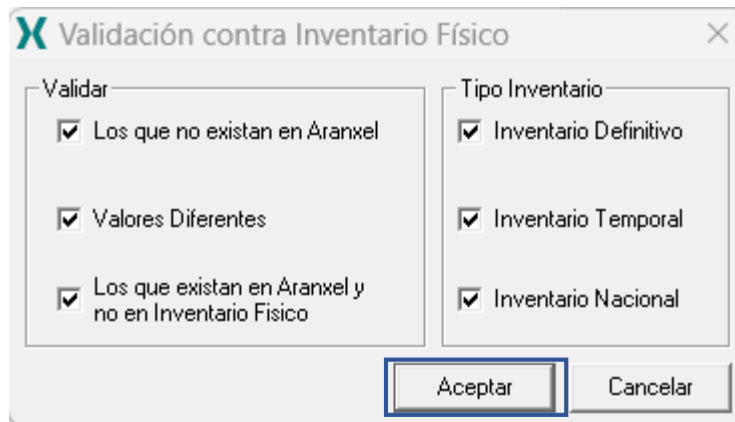 Validación contra Inventario Físico
Validar
Los que no existan en Aranxel
Valores Diferentes
Los que existan en Aranxel y
no en Inventario Fisico
Tipo Inventario
Inventario Definitivo
Inventario Temporal
Inventario Nacional
Aceptar
Cancelar